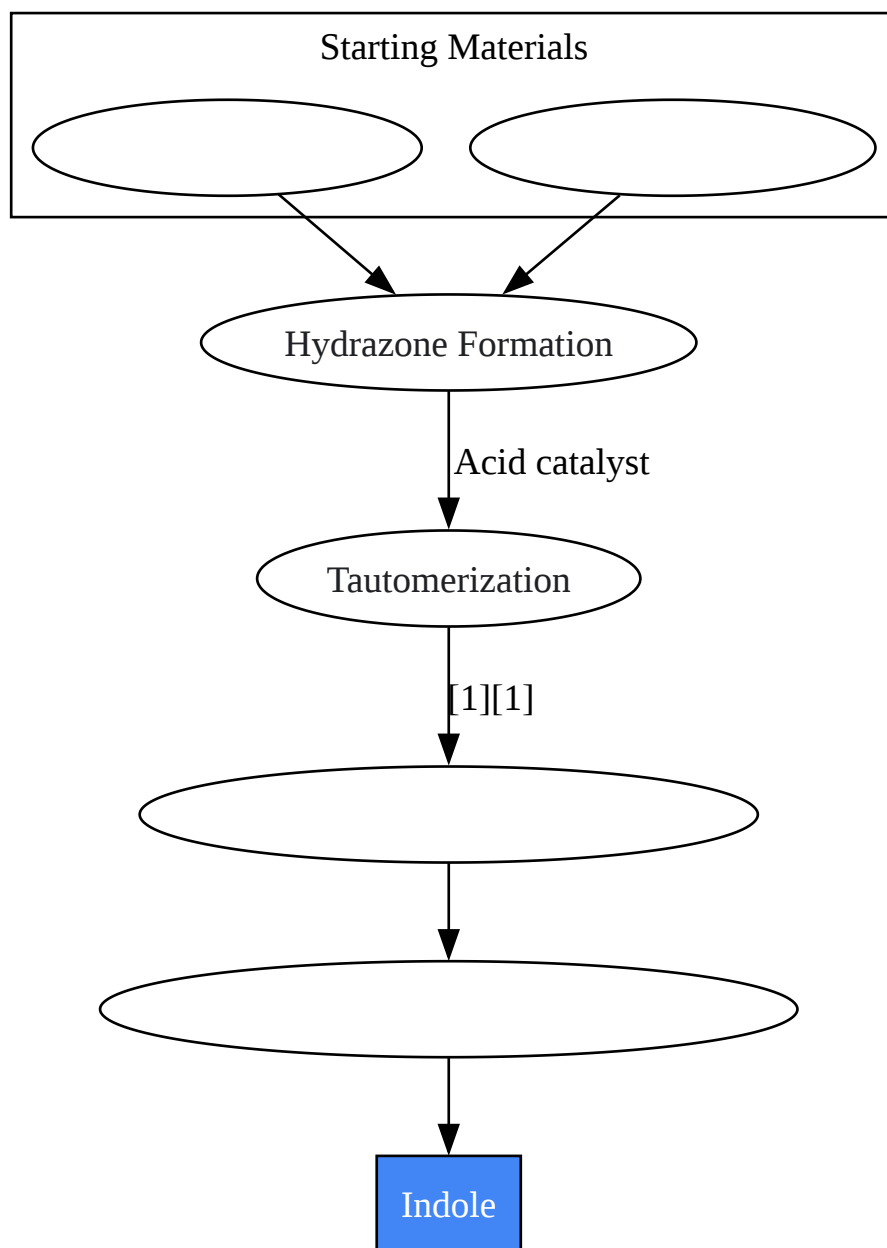 Starting Materials
Hydrazone Formation
Acid catalyst
Tautomerization
[1][1]
Indole